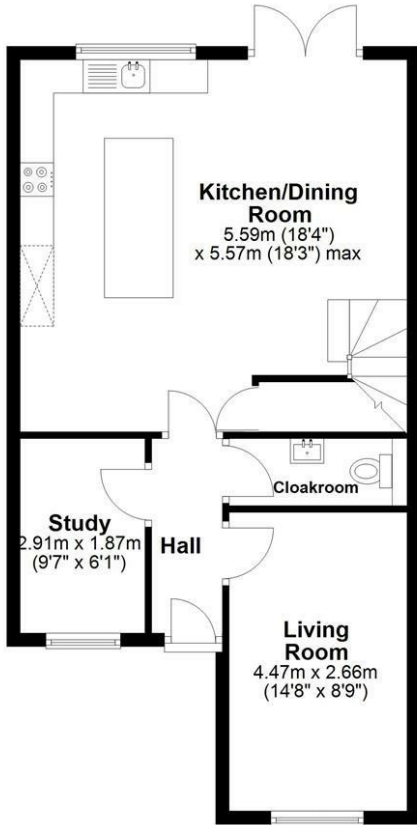 Kitchen/Dining
Room
5.59m (18'4")
x 5.57m (18'3") max
Cloakroom
Study
2.91m x 1.87m
(9'7" x 6'1")
Hall
Living
Room
4.47m x 2.66m
(14'8" x 8'9")